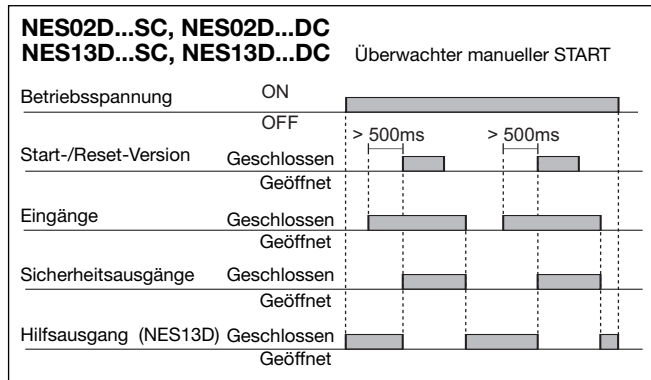 NES02D...SC, NES02D...DC
NES13D...SC, NES13D...DC Überwachter manueller START
Betriebsspannung ON
OFF
> 500ms > 500ms
Start-/Reset-Version Geschlossen
Geöffnet
Eingänge Geschlossen
Geöffnet
Sicherheitsausgänge Geschlossen
Geöffnet
Hilfsausgang (NES13D) Geschlossen
Geöffnet